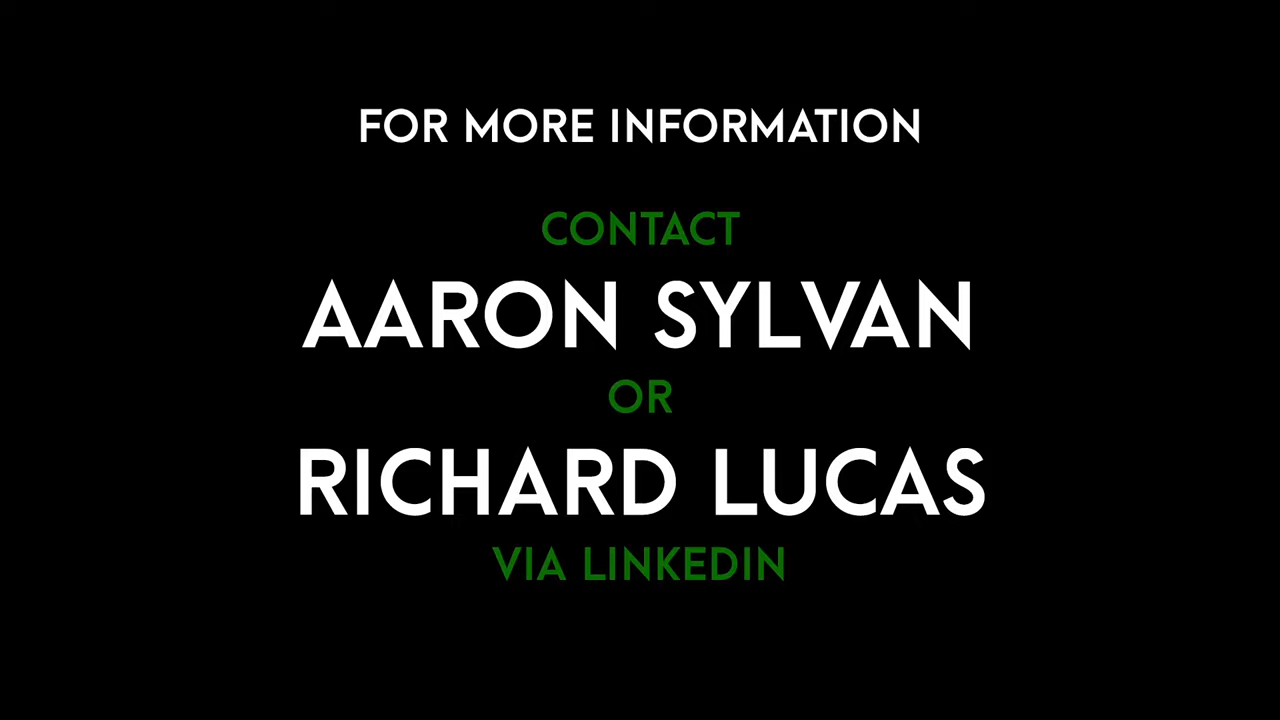 FOR MORE INFORMATION
CONTACT
AARON SYLVAN
OR
RICHARD LUCAS
VIA LINKEDIN